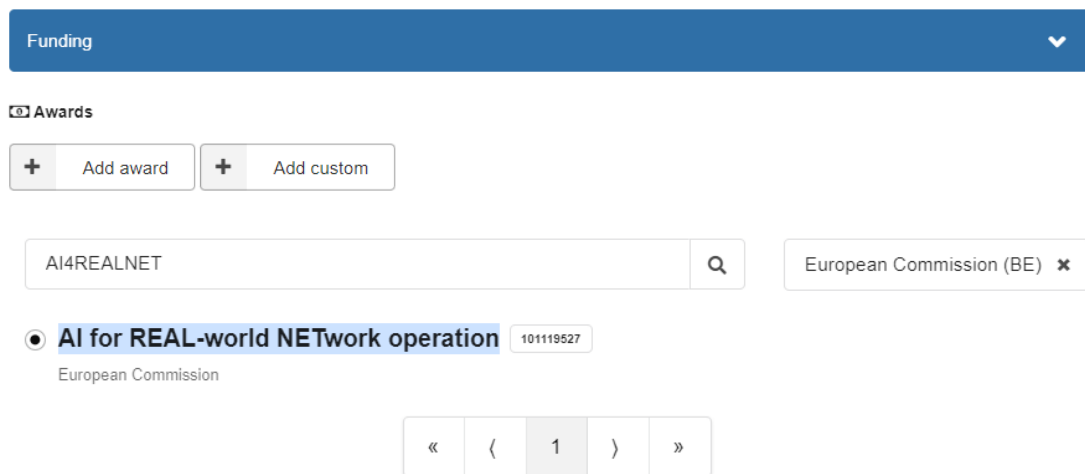 Funding
Awards
+ Add award + Add custom
AI4REALNET European Commission (BE) ×
AI for REAL-world NETwork operation 101119527
European Commission
« ⟨ 1 ⟩ »